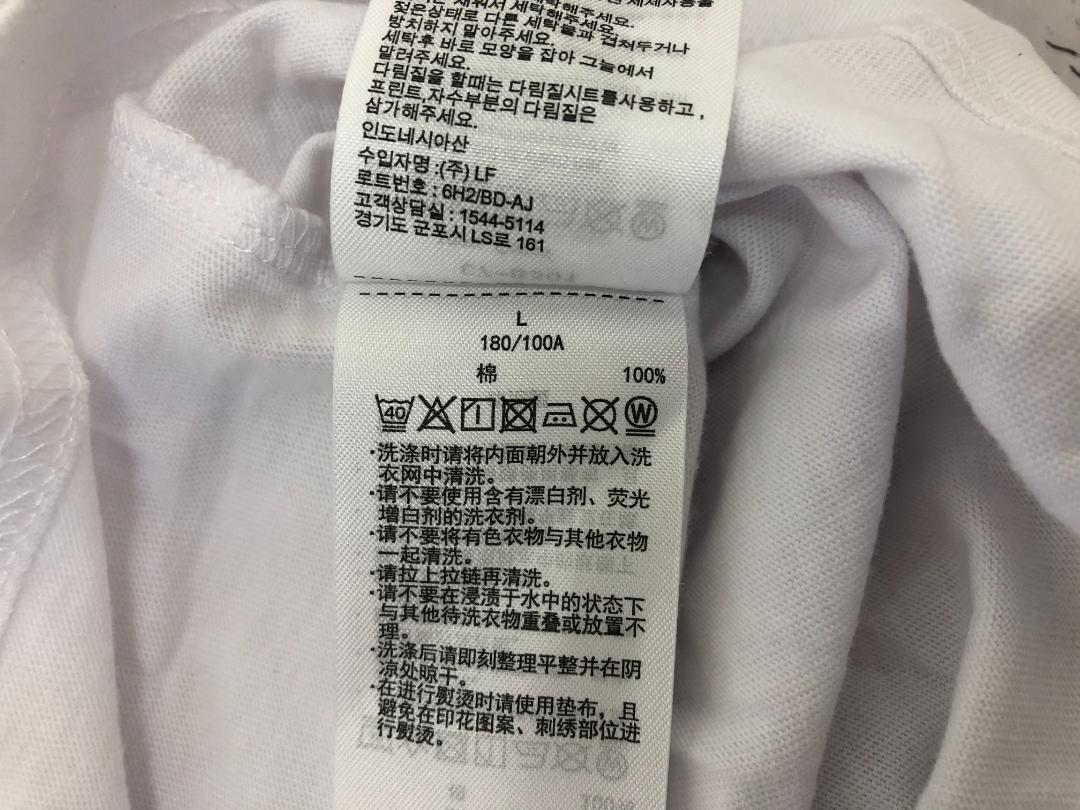 채워서 세탁해주세요.
젖은상태로 다른 세탁물과 겹쳐두거나
방치하지 말아주세요.
세탁후 바로 모양을 잡아 그늘에서
말려주세요.
다림질을 할때는 다림질시트를사용하고,
프린트,자수부분의 다림질은
삼가해주세요.
인도네시아산
수입자명 :(주) LF
로트번호 : 6H2/BD-AJ
고객상담실 : 1544-5114
경기도 군포시 LS로 161
L
180/100A
棉 100%
40 W
·洗涤时请将内面朝外并放入洗
衣网中清洗。
·请不要使用含有漂白剂、荧光
增白剂的洗衣剂。
·请不要将有色衣物与其他衣物
一起清洗。
·请拉上拉链再清洗。
·请不要在浸渍于水中的状态下
与其他待洗衣物重叠或放置不
理。
·洗涤后请即刻整理平整并在阴
凉处晾干。
·在进行熨烫时请使用垫布，且
避免在印花图案、刺绣部位进
行熨烫。